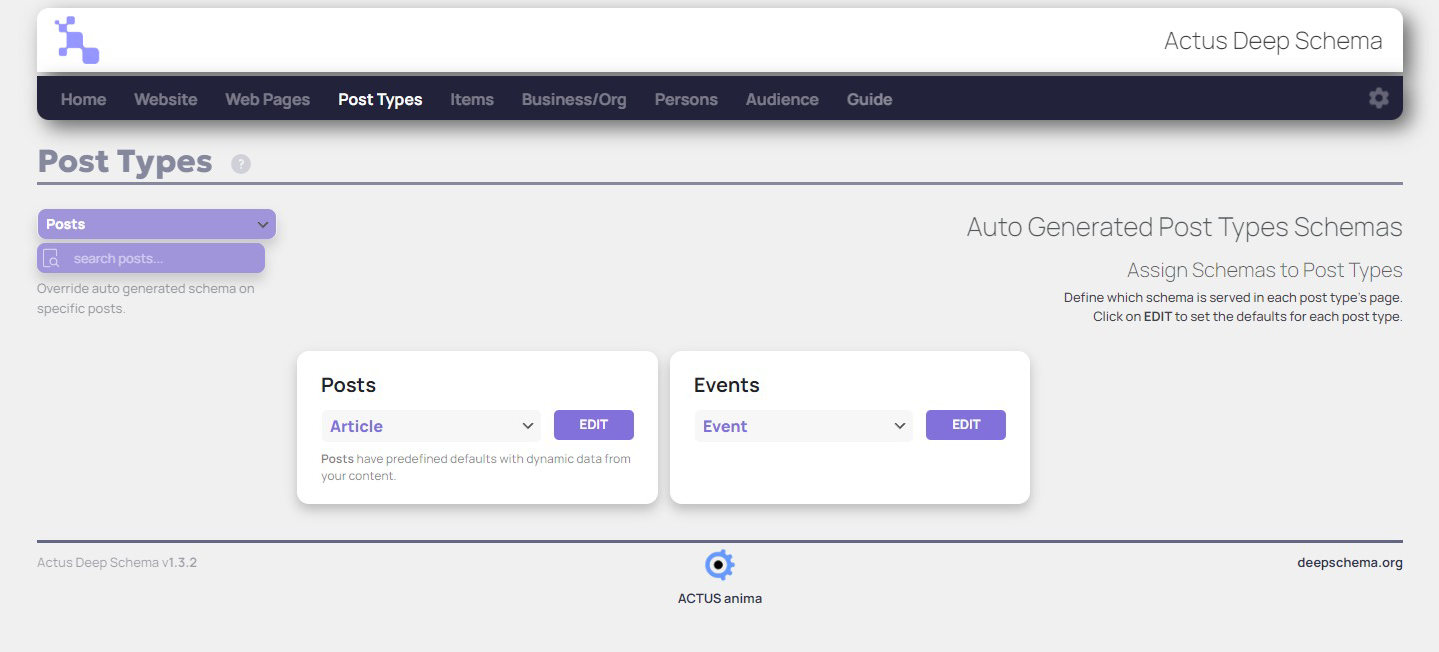 Actus Deep Schema
Home Website Web Pages Post Types Items Business/Org Persons Audience Guide
Post Types ?
Posts
search posts...
Override auto generated schema on
specific posts.
Auto Generated Post Types Schemas
Assign Schemas to Post Types
Define which schema is served in each post type's page.
Click on EDIT to set the defaults for each post type.
Posts
Article EDIT
Posts have predefined defaults with dynamic data from
your content.
Events
Event EDIT
Actus Deep Schema v1.3.2
ACTUS anima
deepschema.org